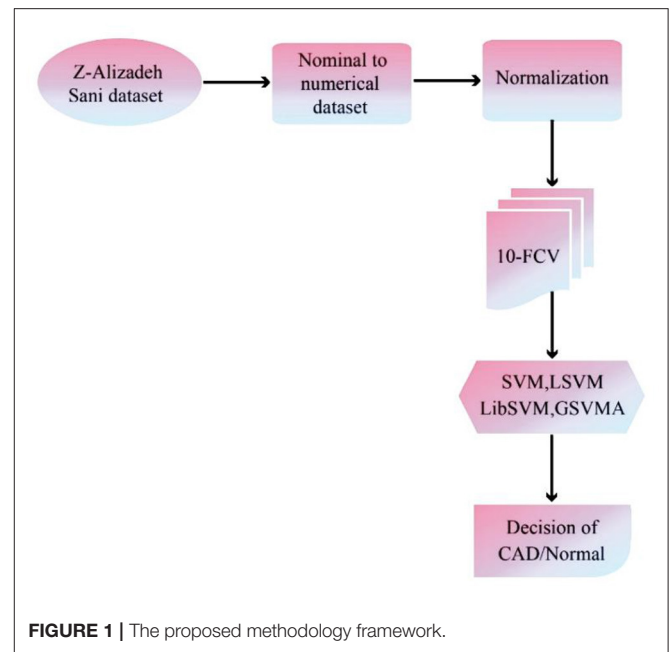 Z-Alizadeh
Sani dataset
Nominal to
numerical
dataset
Normalization
10-FCV
SVM,LSVM
LibSVM,GSVMA
Decision of
CAD/Normal
FIGURE 1 | The proposed methodology framework.